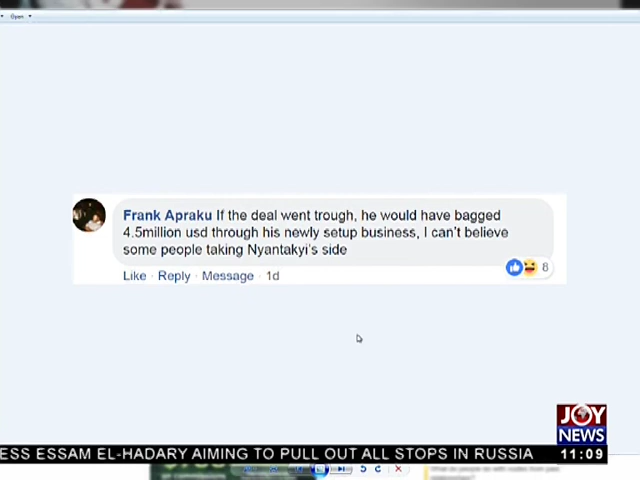 Open
Frank Apraku If the deal went trough, he would have bagged
4.5million usd through his newly setup business, I can't believe
some people taking Nyantakyi's side
Like · Reply · Message · 1d
8
JOY
NEWS
ESS ESSAM EL-HADARY AIMING TO PULL OUT ALL STOPS IN RUSSIA
11:09